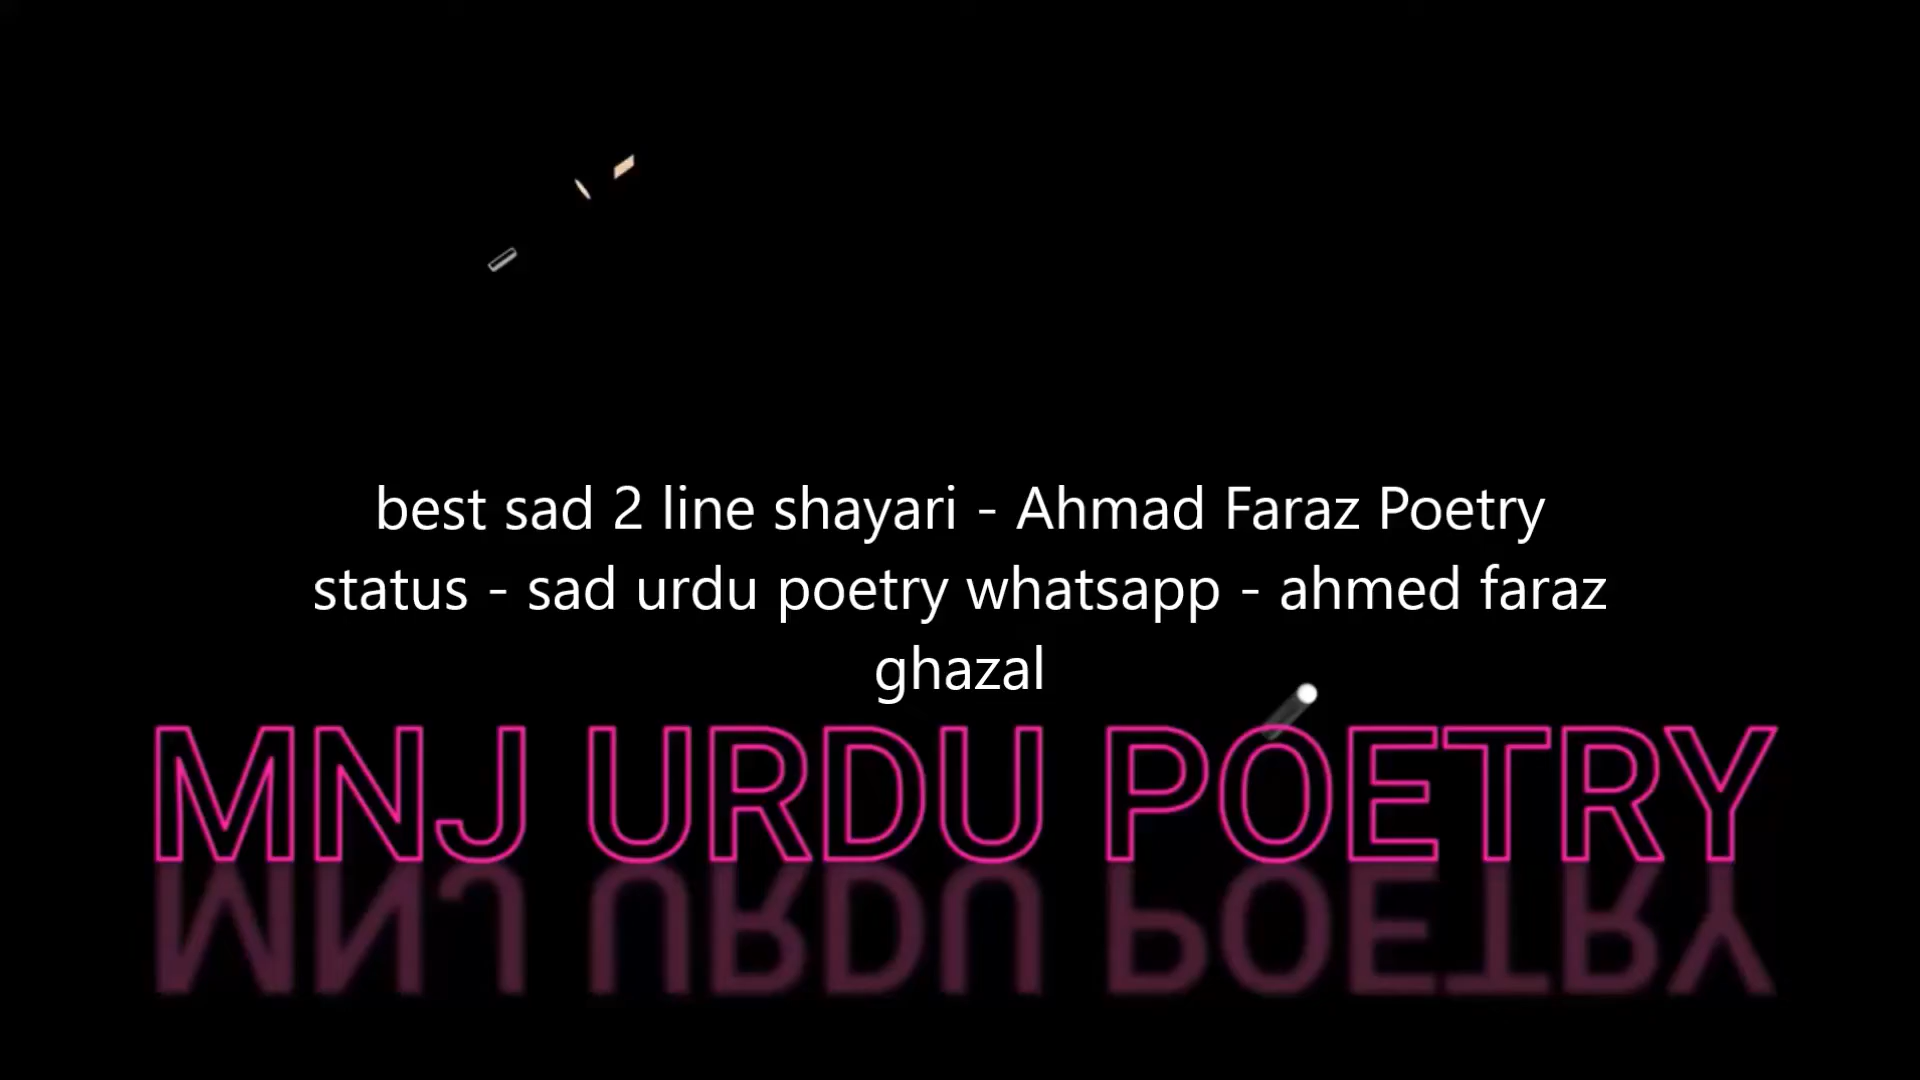 best sad 2 line shayari - Ahmad Faraz Poetry
status - sad urdu poetry whatsapp - ahmed faraz
ghazal
MNJ URDU POETRY